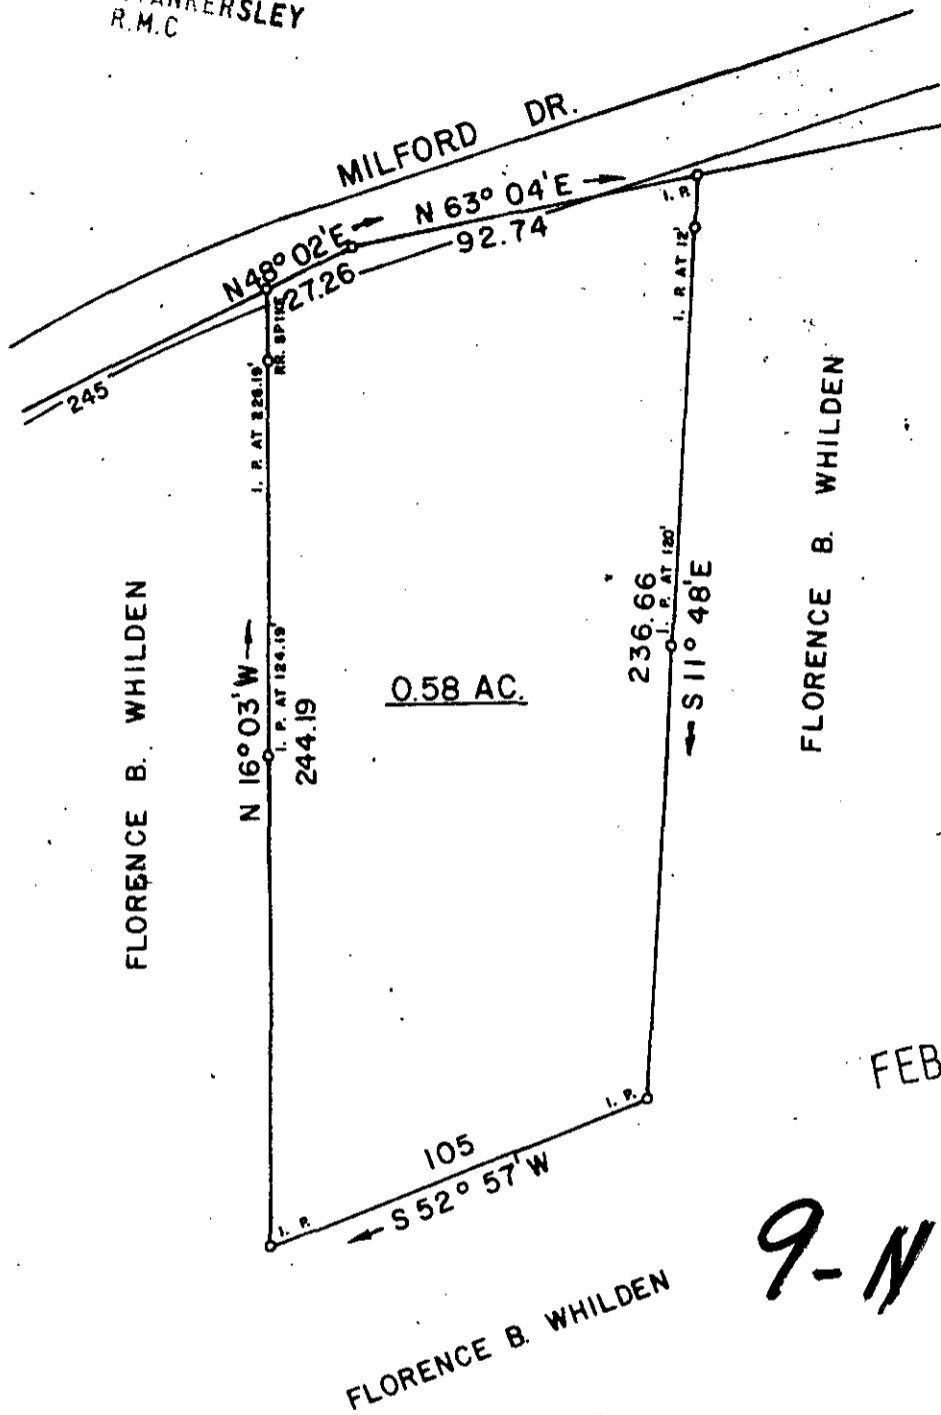 R.M.C
MILFORD DR.
N 63° 04'E
92.74
N 48° 02'E
27.26
245
I. P.
I. P. AT 12'
RR. SPIKE
I. P. AT 226.19'
I. P. AT 120'
236.66
S 11° 48'E
N 16° 03' W
I. P. AT 124.19'
244.19
0.58 AC.
FLORENCE B. WHILDEN
FLORENCE B. WHILDEN
FEB
I. P.
105
S 52° 57' W
I. P.
9-N
FLORENCE B. WHILDEN